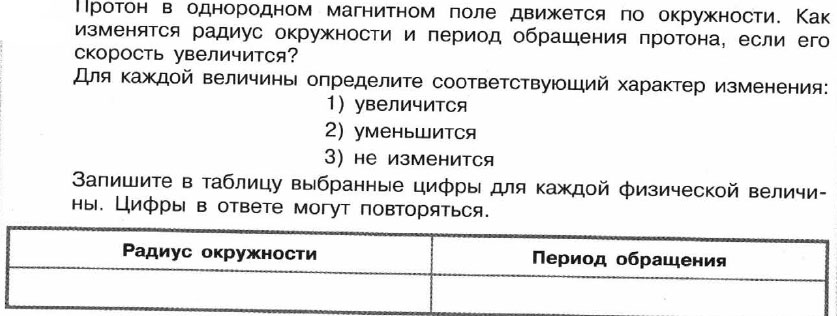 Протон в однородном магнитном поле движется по окружности. Как
изменятся радиус окружности и период обращения протона, если его
скорость увеличится?
Для каждой величины определите соответствующий характер изменения:
1) увеличится
2) уменьшится
3) не изменится
Запишите в таблицу выбранные цифры для каждой физической величи-
ны. Цифры в ответе могут повторяться.
Радиус окружности
Период обращения